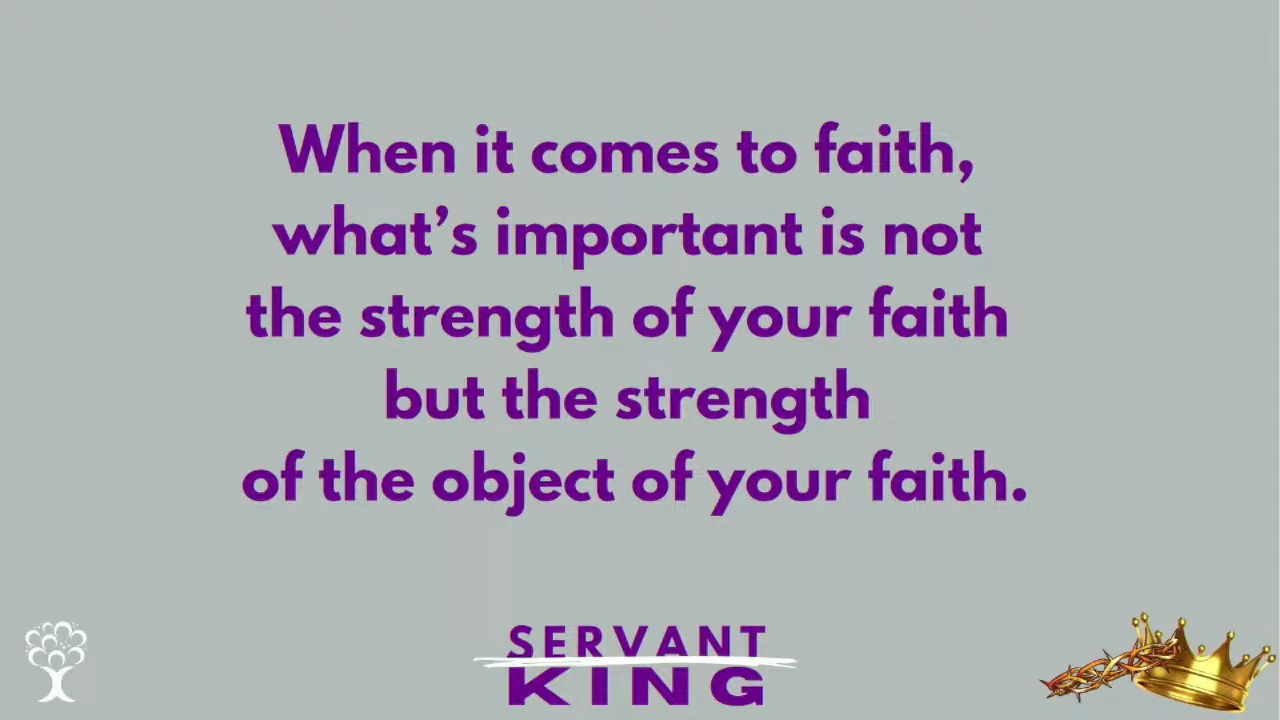 When it comes to faith,
what’s important is not
the strength of your faith
but the strength
of the object of your faith.
SERVANT
KING